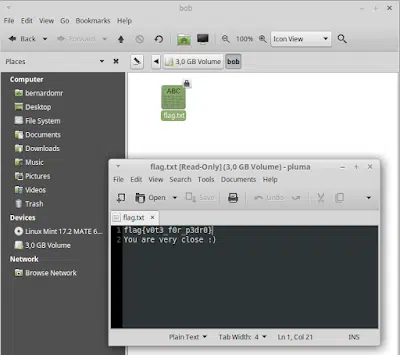 bob
File Edit View Go Bookmarks Help
Back Forward 100% Icon View
Places 3,0 GB Volume bob
Computer
bernardomr
Desktop
File System
Documents
Downloads
Music
Pictures
Videos
Trash
Devices
Linux Mint 17.2 MATE 6...
3,0 GB Volume
Network
Browse Network
ABC
flag.txt
flag.txt [Read-Only] (3,0 GB Volume) - pluma
File Edit View Search Tools Documents Help
Open Save Undo
flag.txt
1 flag{v0t3_f0r_p3dr0}
2 You are very close :)
Plain Text Tab Width: 4 Ln 1, Col 21 INS